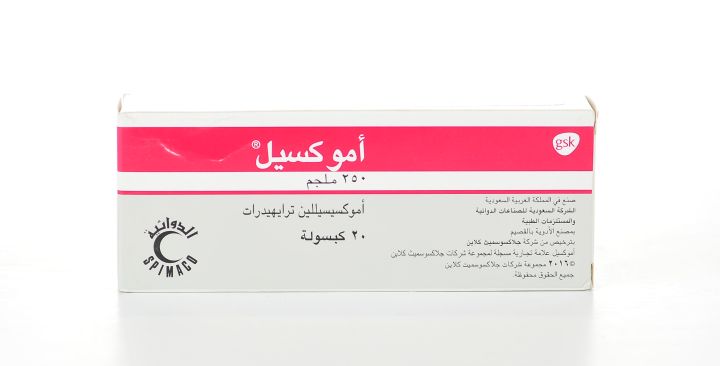 أموكسيل®
٢٥٠ ملجم
أموكسيسيللين ترايهيدرات
٢٠ كبسولة
gsk
الدوائية
SPIMACO
صنع في المملكة العربية السعودية
الشركة السعودية للصناعات الدوائية
والمستلزمات الطبية
بمصنع الأدوية بالقصيم
بترخيص من شركة جلاكسوسميث كلاين
أموكسيل علامة تجارية مسجلة لمجموعة شركات جلاكسوسميث كلاين
©٢٠١٦ مجموعة شركات جلاكسوسميث كلاين
جميع الحقوق محفوظة.